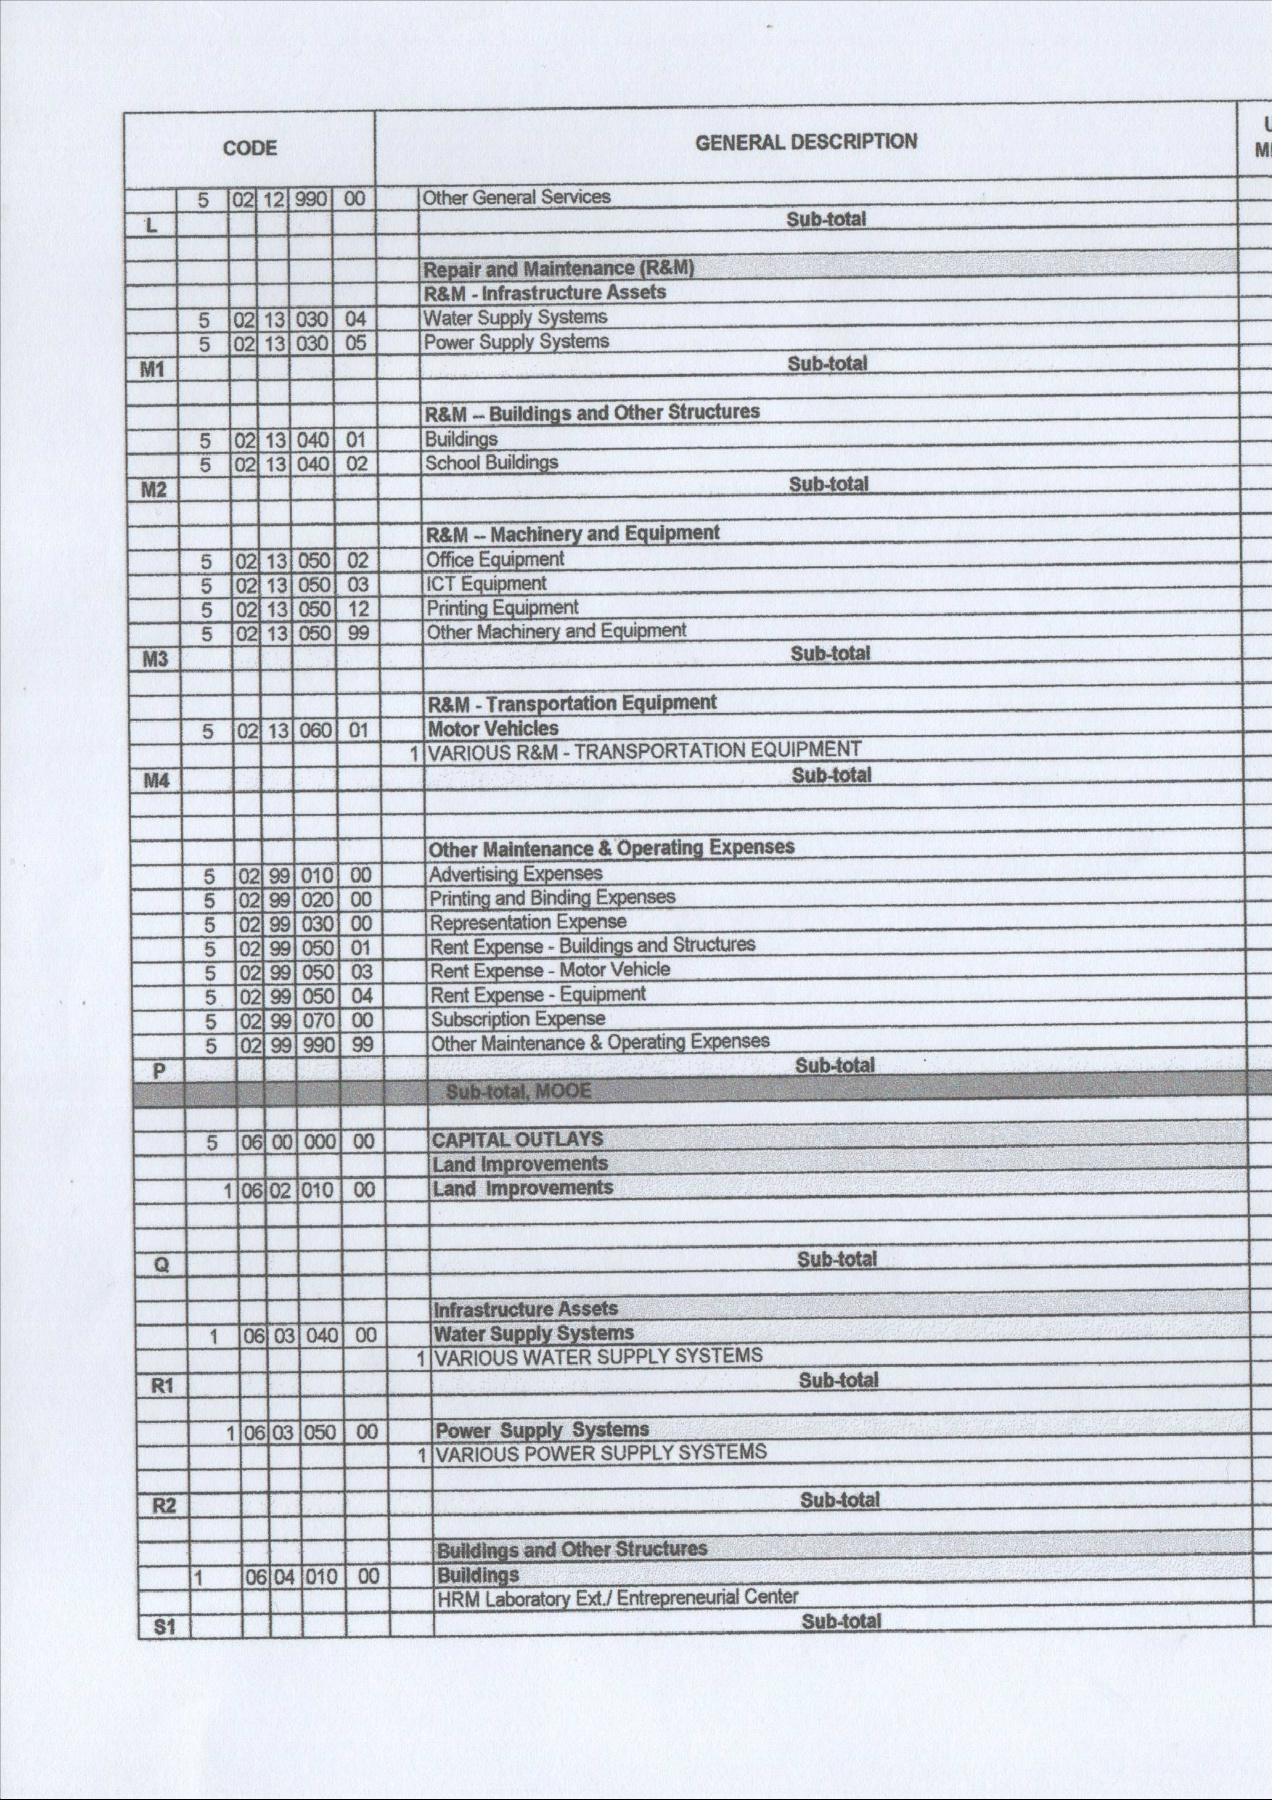 CODE GENERAL DESCRIPTION U
ME
5 02 12 990 00 Other General Services
L Sub-total
Repair and Maintenance (R&M)
R&M - Infrastructure Assets
5 02 13 030 04 Water Supply Systems
5 02 13 030 05 Power Supply Systems
M1 Sub-total
R&M – Buildings and Other Structures
5 02 13 040 01 Buildings
5 02 13 040 02 School Buildings
M2 Sub-total
R&M – Machinery and Equipment
5 02 13 050 02 Office Equipment
5 02 13 050 03 ICT Equipment
5 02 13 050 12 Printing Equipment
5 02 13 050 99 Other Machinery and Equipment
M3 Sub-total
R&M - Transportation Equipment
5 02 13 060 01 Motor Vehicles
1 VARIOUS R&M - TRANSPORTATION EQUIPMENT
M4 Sub-total
Other Maintenance & Operating Expenses
5 02 99 010 00 Advertising Expenses
5 02 99 020 00 Printing and Binding Expenses
5 02 99 030 00 Representation Expense
5 02 99 050 01 Rent Expense - Buildings and Structures
5 02 99 050 03 Rent Expense - Motor Vehicle
5 02 99 050 04 Rent Expense - Equipment
5 02 99 070 00 Subscription Expense
5 02 99 990 99 Other Maintenance & Operating Expenses
P Sub-total
Sub-total, MOOE
5 06 00 000 00 CAPITAL OUTLAYS
Land Improvements
1 06 02 010 00 Land Improvements
Q Sub-total
Infrastructure Assets
1 06 03 040 00 Water Supply Systems
1 VARIOUS WATER SUPPLY SYSTEMS
R1 Sub-total
1 06 03 050 00 Power Supply Systems
1 VARIOUS POWER SUPPLY SYSTEMS
R2 Sub-total
Buildings and Other Structures
1 06 04 010 00 Buildings
HRM Laboratory Ext./ Entrepreneurial Center
S1 Sub-total